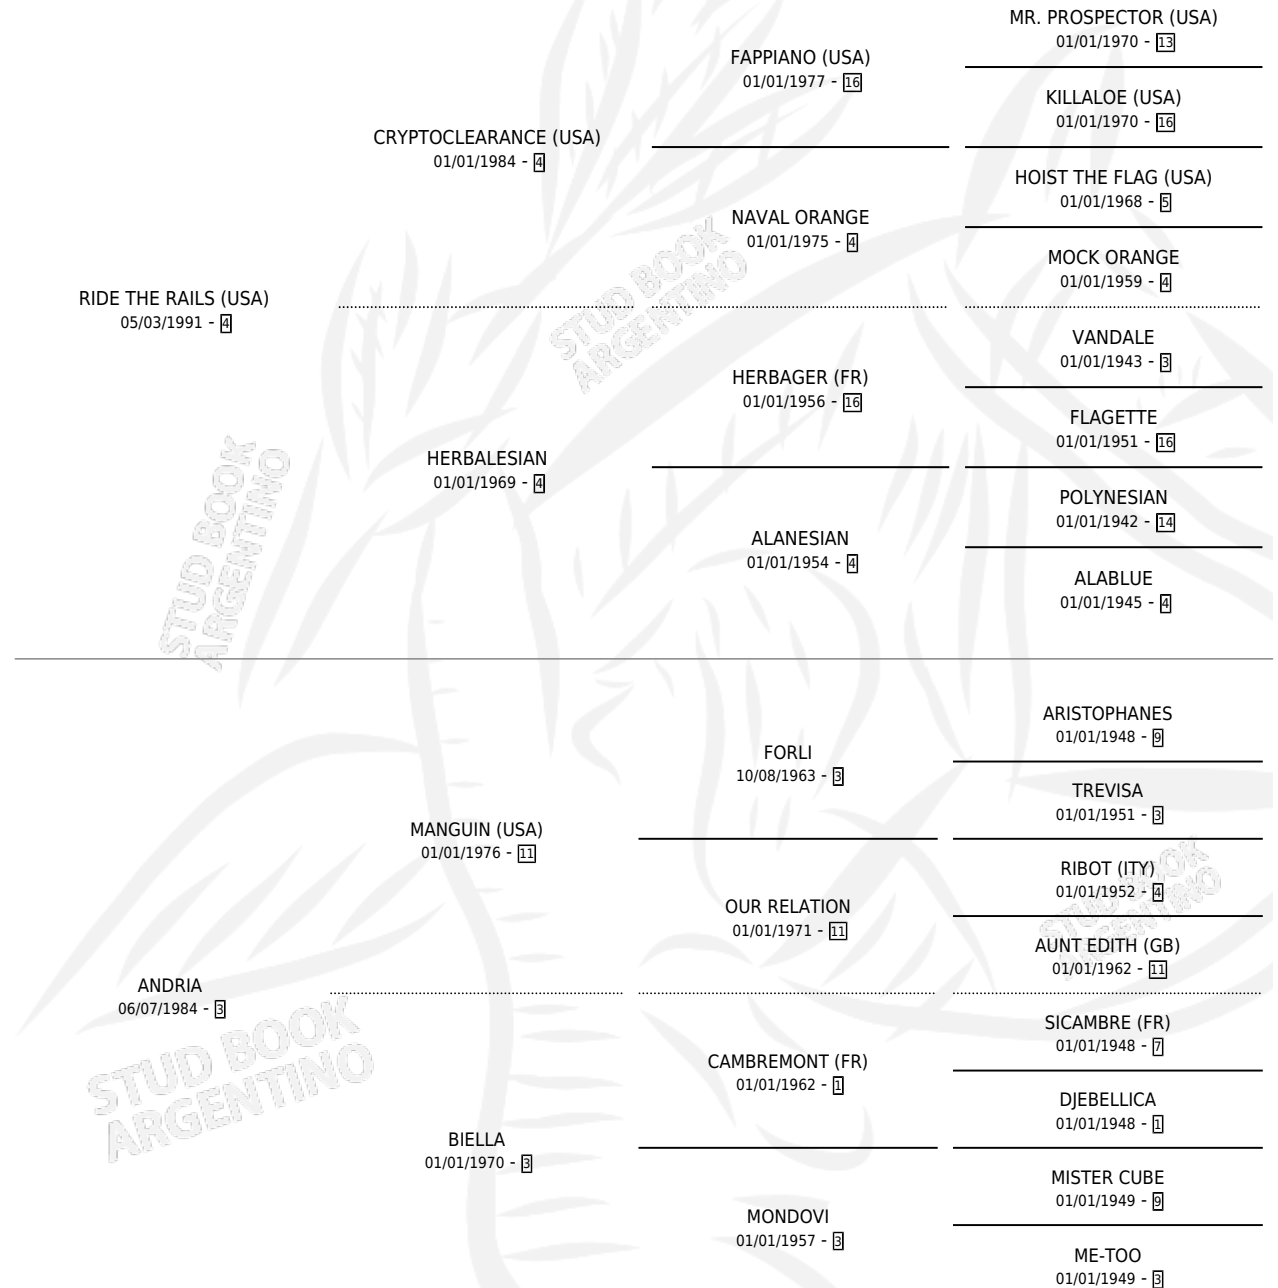 MR. PROSPECTOR (USA)
01/01/1970 - 13
FAPPIANO (USA)
01/01/1977 - 16
KILLALOE (USA)
01/01/1970 - 16
CRYPTOCLEARANCE (USA)
01/01/1984 - 4
HOIST THE FLAG (USA)
01/01/1968 - 5
NAVAL ORANGE
01/01/1975 - 4
MOCK ORANGE
01/01/1959 - 4
RIDE THE RAILS (USA)
05/03/1991 - 4
VANDALE
01/01/1943 - 3
HERBAGER (FR)
01/01/1956 - 16
FLAGETTE
01/01/1951 - 16
HERBALESIAN
01/01/1969 - 4
POLYNESIAN
01/01/1942 - 14
ALANESIAN
01/01/1954 - 4
ALABLUE
01/01/1945 - 4
STUD BOOK
ARGENTINO
STUD BOOK
ARGENTINO
ARISTOPHANES
01/01/1948 - 9
FORLI
10/08/1963 - 3
TREVISA
01/01/1951 - 3
MANGUIN (USA)
01/01/1976 - 11
RIBOT (ITY)
01/01/1952 - 4
OUR RELATION
01/01/1971 - 11
AUNT EDITH (GB)
01/01/1962 - 11
STUD BOOK
ARGENTINO
ANDRIA
06/07/1984 - 3
SICAMBRE (FR)
01/01/1948 - 7
CAMBREMONT (FR)
01/01/1962 - 1
DJEBELLICA
01/01/1948 - 1
STUD BOOK
ARGENTINO
BIELLA
01/01/1970 - 3
MISTER CUBE
01/01/1949 - 9
MONDOVI
01/01/1957 - 3
ME-TOO
01/01/1949 - 3